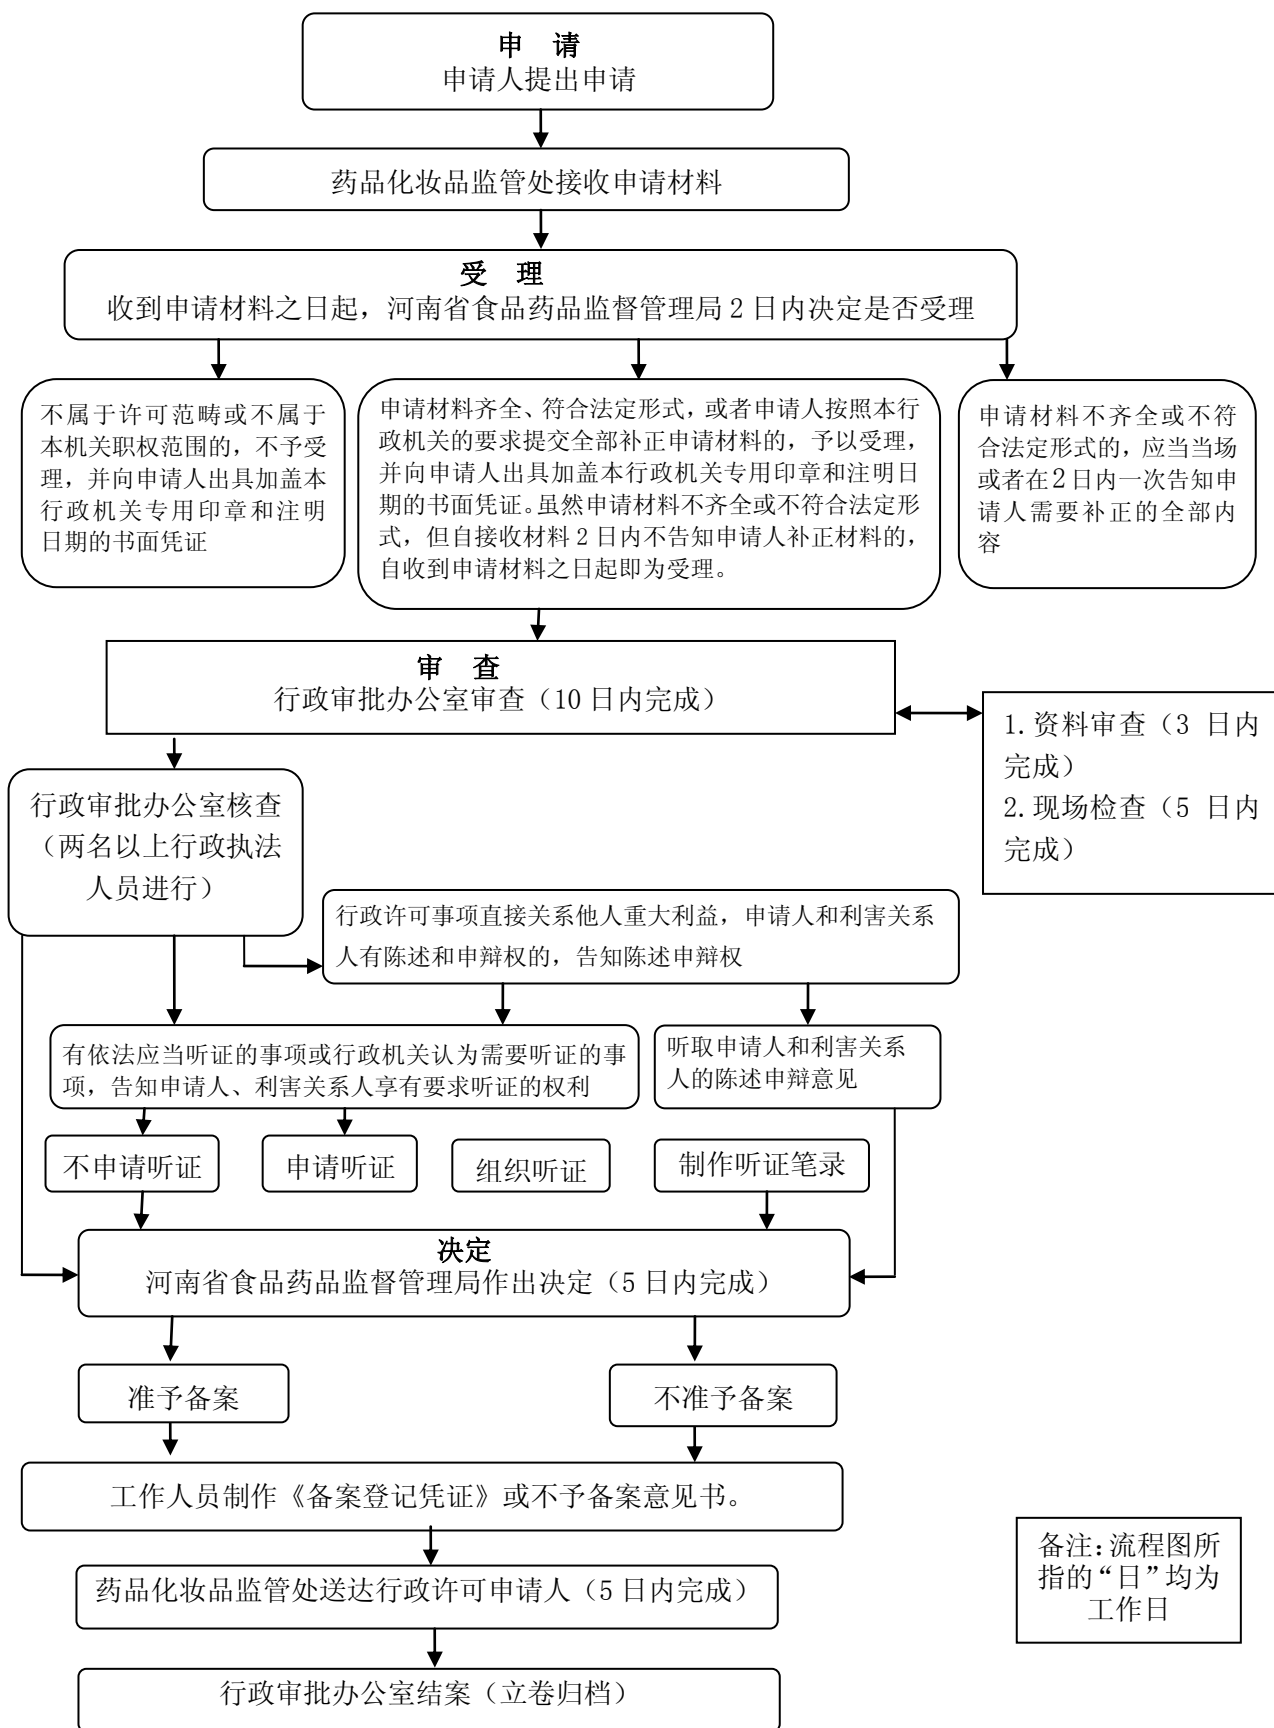 申 请
申请人提出申请
药品化妆品监管处接收申请材料
受 理
收到申请材料之日起，河南省食品药品监督管理局 2 日内决定是否受理
不属于许可范畴或不属于
本机关职权范围的，不予受
理，并向申请人出具加盖本
行政机关专用印章和注明
日期的书面凭证
申请材料齐全、符合法定形式，或者申请人按照本行
政机关的要求提交全部补正申请材料的，予以受理，
并向申请人出具加盖本行政机关专用印章和注明日
期的书面凭证。虽然申请材料不齐全或不符合法定形
式，但自接收材料 2 日内不告知申请人补正材料的，
自收到申请材料之日起即为受理。
申请材料不齐全或不符
合法定形式的，应当当场
或者在2日内一次告知申
请人需要补正的全部内
容
审 查
行政审批办公室审查（10 日内完成）
1.资料审查（3 日内
完成）
2.现场检查（5 日内
完成）
行政审批办公室核查
（两名以上行政执法
人员进行）
行政许可事项直接关系他人重大利益，申请人和利害关系
人有陈述和申辩权的，告知陈述申辩权
有依法应当听证的事项或行政机关认为需要听证的事
项，告知申请人、利害关系人享有要求听证的权利
听取申请人和利害关系
人的陈述申辩意见
不申请听证
申请听证
组织听证
制作听证笔录
决定
河南省食品药品监督管理局作出决定（5 日内完成）
准予备案
不准予备案
工作人员制作《备案登记凭证》或不予备案意见书。
药品化妆品监管处送达行政许可申请人（5 日内完成）
行政审批办公室结案（立卷归档）
备注：流程图所
指的“日”均为
工作日